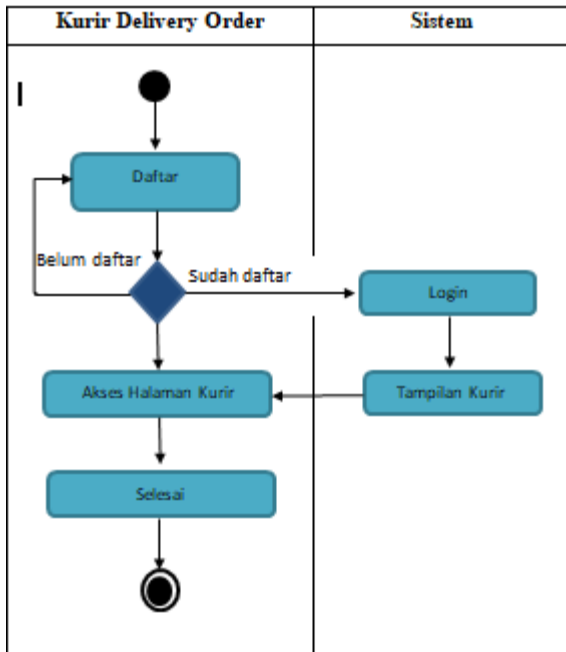 Kurir Delivery Order
Sistem
Daftar
Belum daftar
Sudah daftar
Login
Akses Halaman Kurir
Tampilan Kurir
Selesai